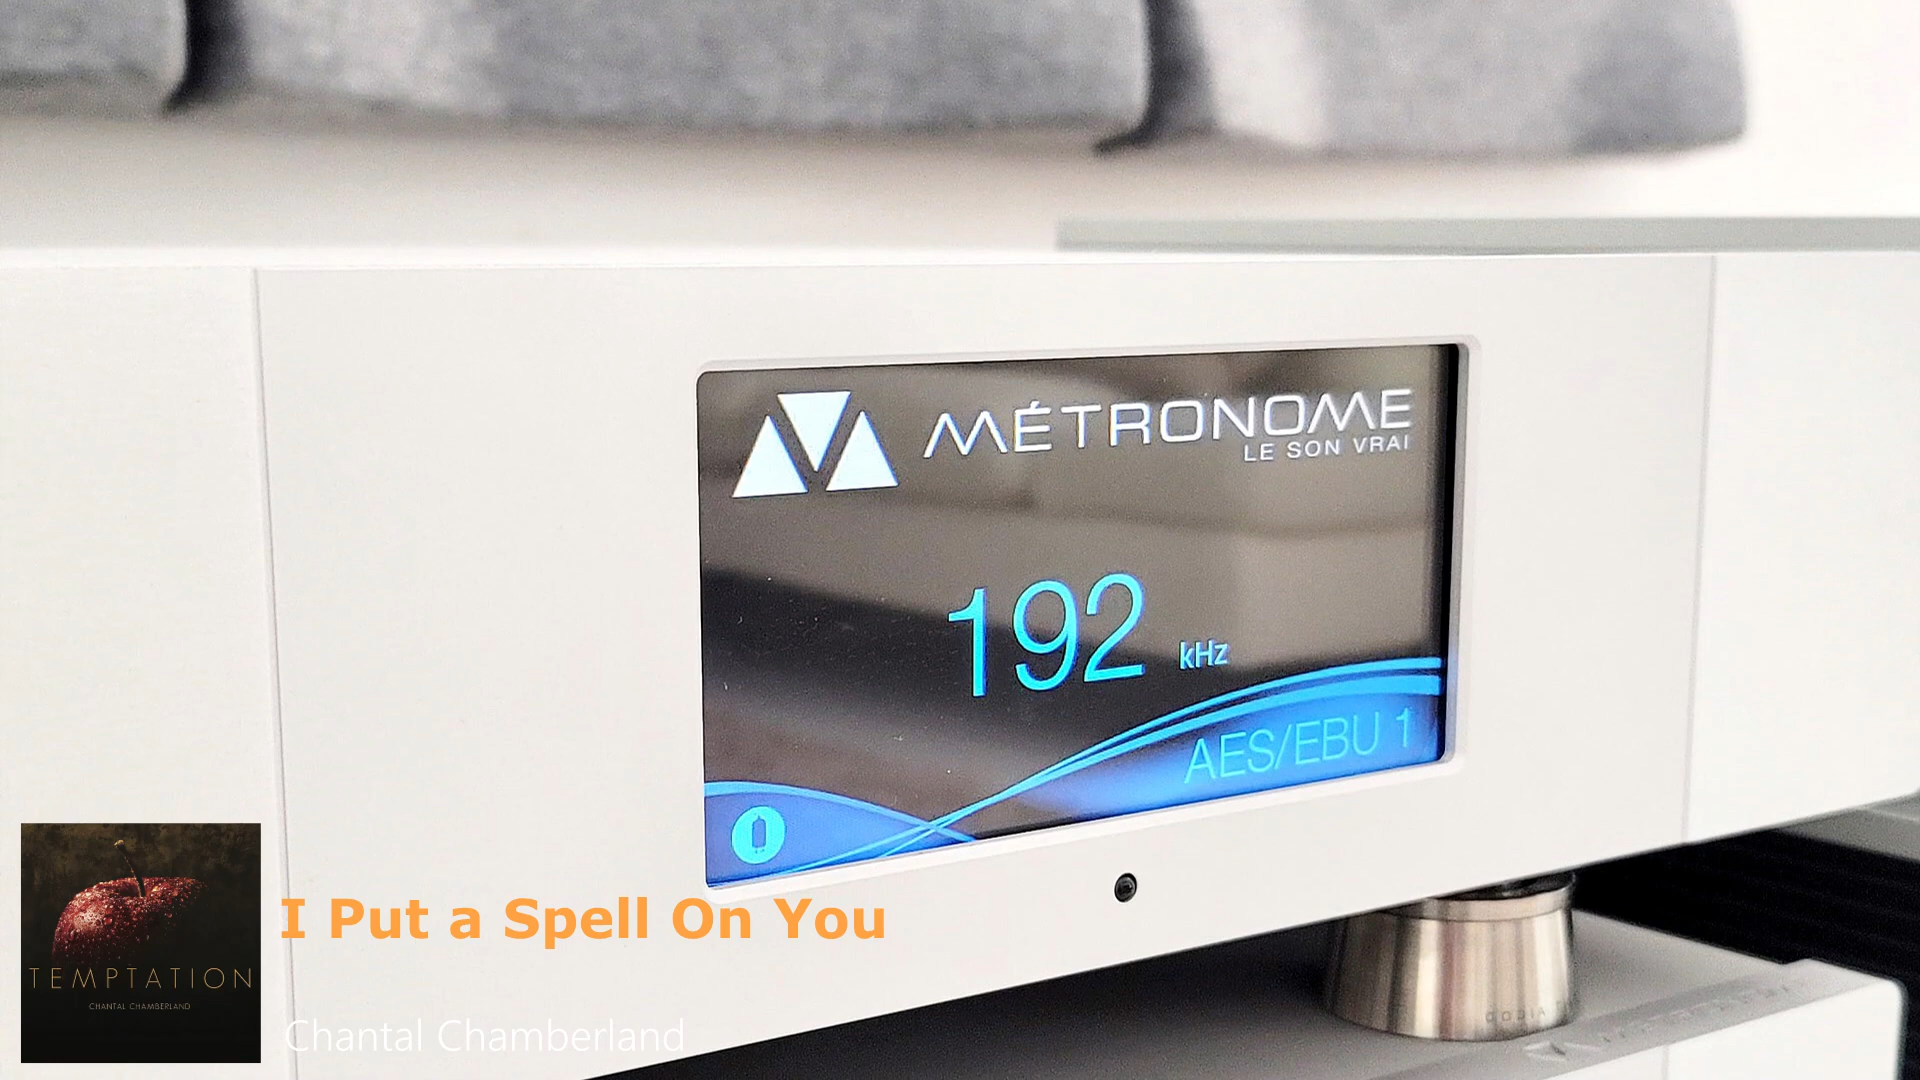 MÉTRONOME
LE SON VRAI
192 kHz
AES/EBU 1
TEMPTATION
CHANTAL CHAMBERLAND
I Put a Spell On You
Chantal Chamberland